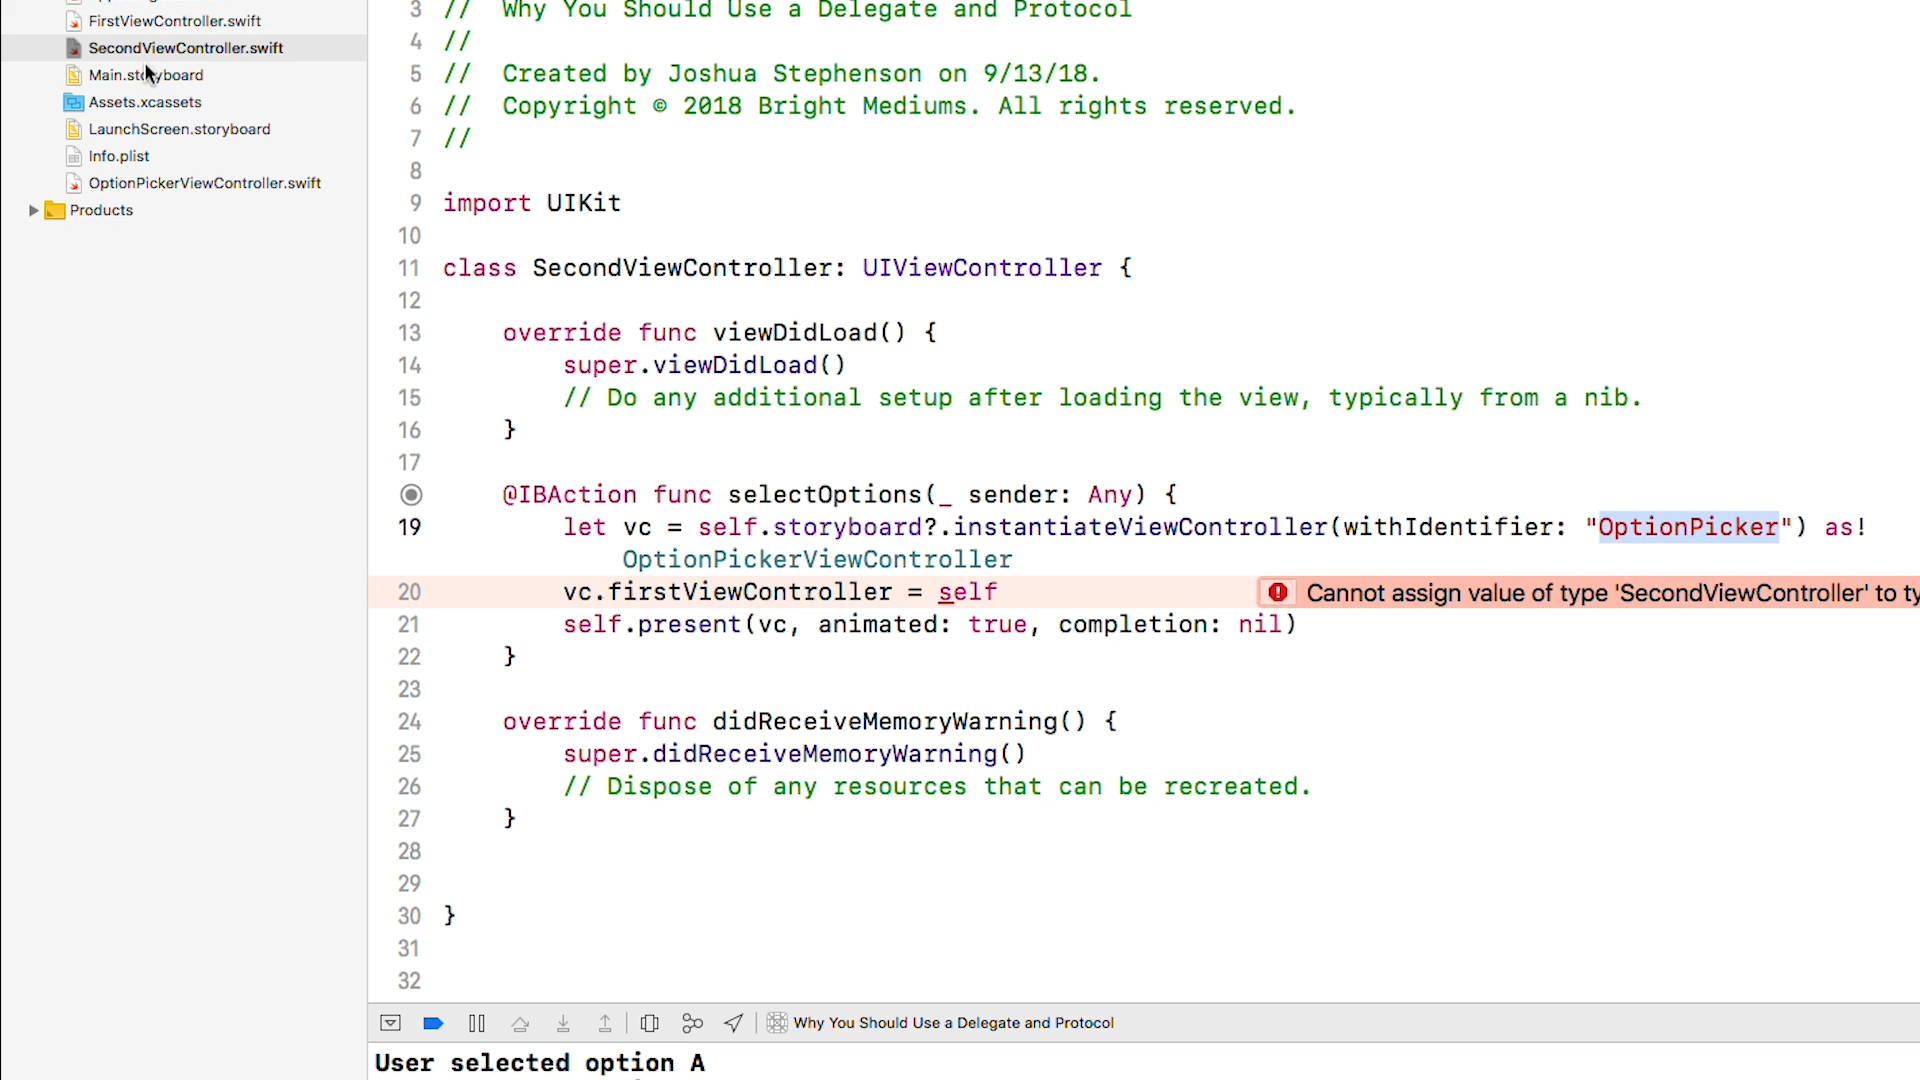 FirstViewController.swift
SecondViewController.swift
Main.storyboard
Assets.xcassets
LaunchScreen.storyboard
Info.plist
OptionPickerViewController.swift
Products
3 // Why You Should Use a Delegate and Protocol
4 //
5 // Created by Joshua Stephenson on 9/13/18.
6 // Copyright © 2018 Bright Mediums. All rights reserved.
7 //
8
9 import UIKit
10
11 class SecondViewController: UIViewController {
12
13 override func viewDidLoad() {
14 super.viewDidLoad()
15 // Do any additional setup after loading the view, typically from a nib.
16 }
17
@IBAction func selectOptions(_ sender: Any) {
19 let vc = self.storyboard?.instantiateViewController(withIdentifier: "OptionPicker") as!
OptionPickerViewController
20 vc.firstViewController = self Cannot assign value of type 'SecondViewController' to ty
21 self.present(vc, animated: true, completion: nil)
22 }
23
24 override func didReceiveMemoryWarning() {
25 super.didReceiveMemoryWarning()
26 // Dispose of any resources that can be recreated.
27 }
28
29
30 }
31
32
Why You Should Use a Delegate and Protocol
User selected option A